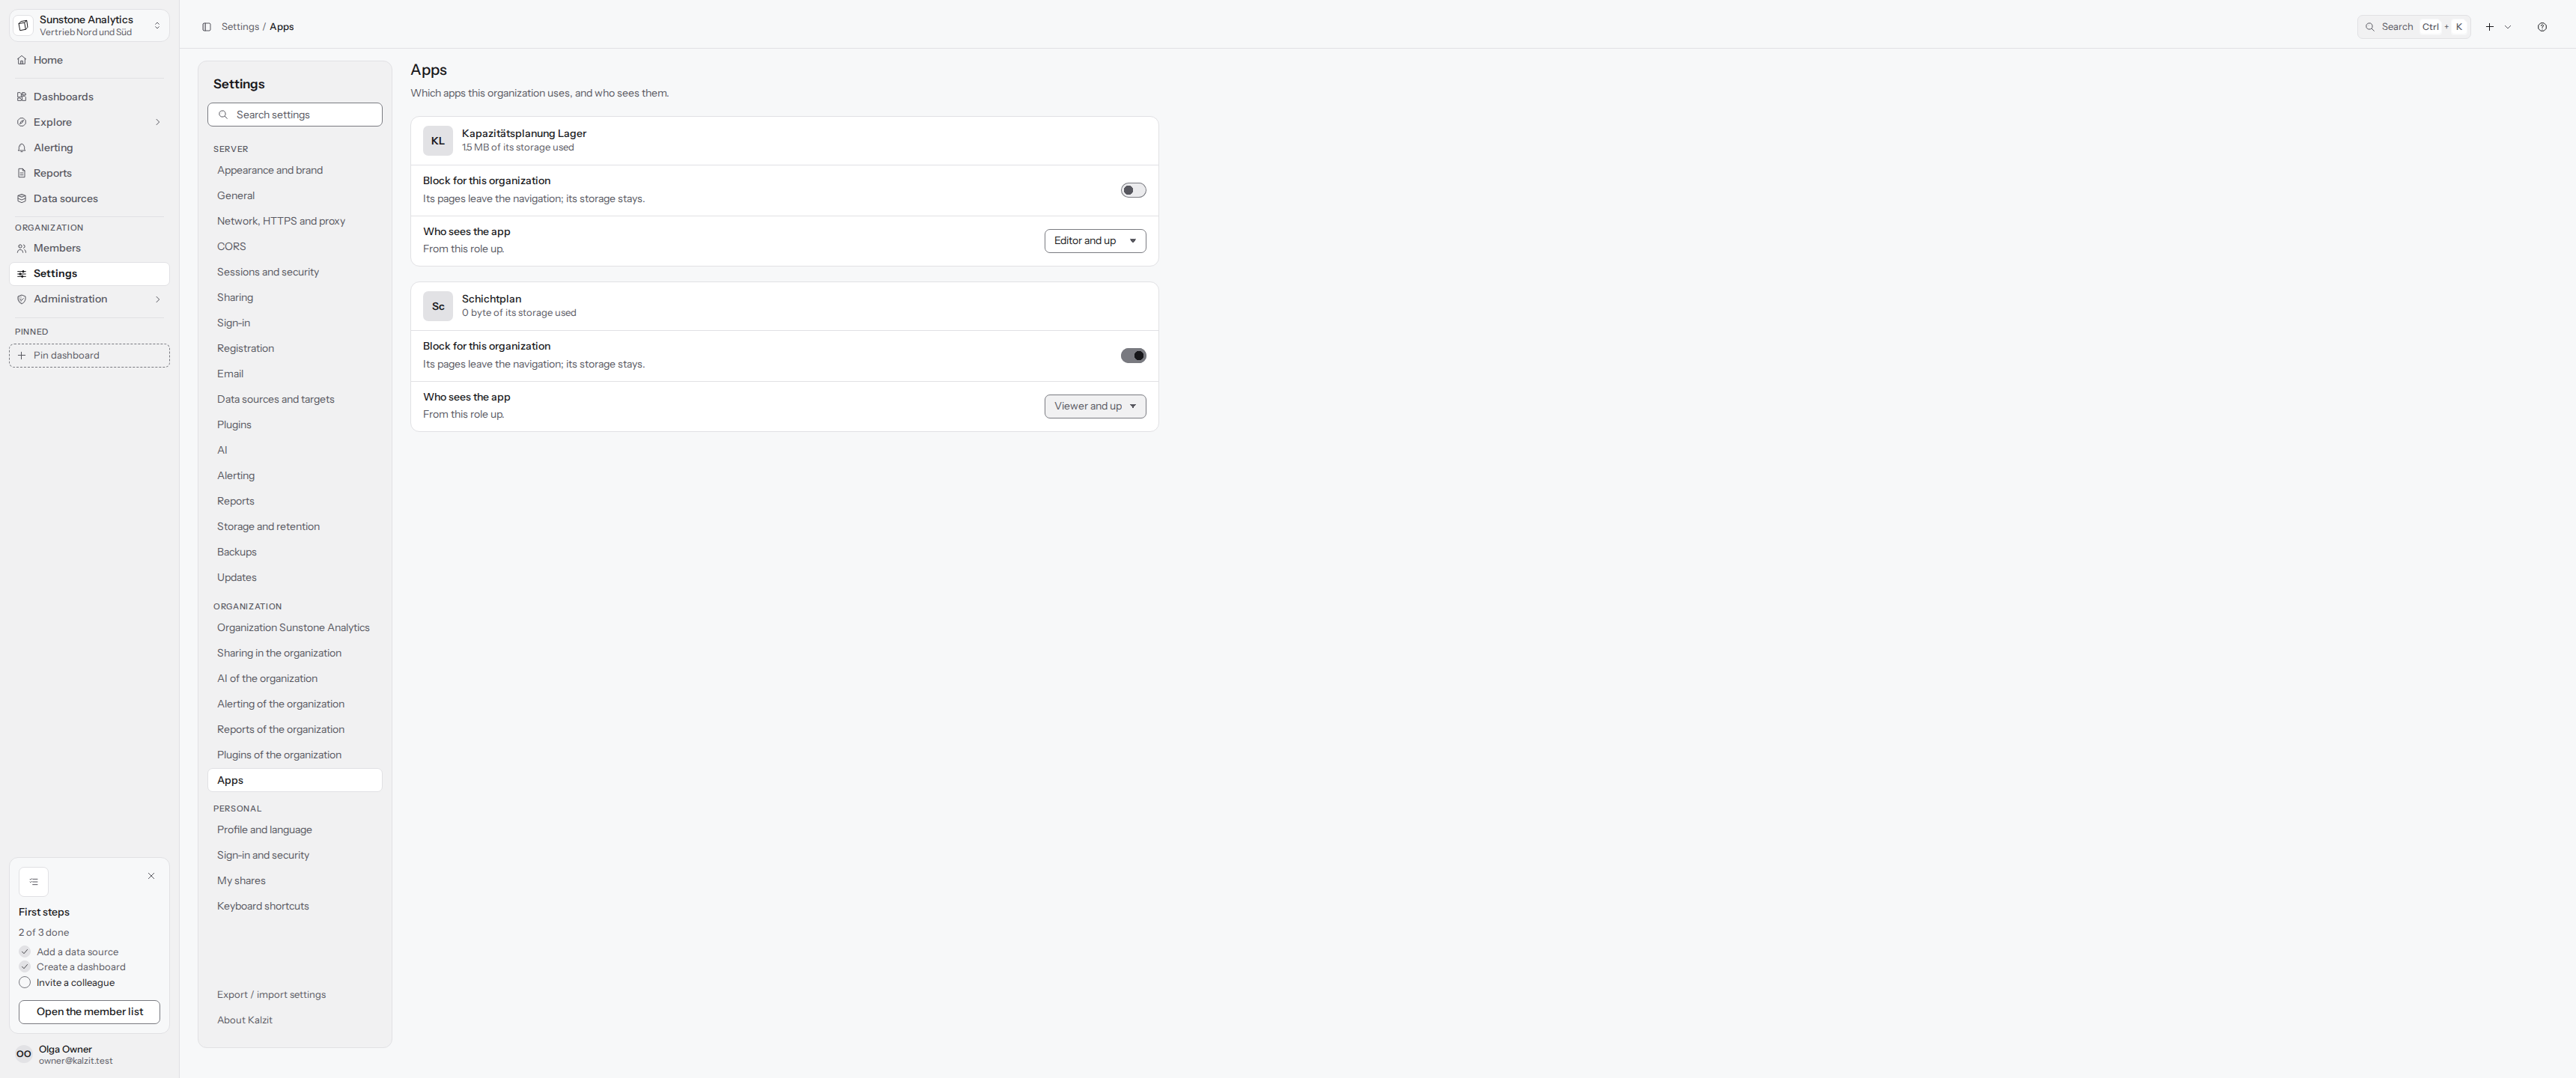 Sunstone Analytics
Vertrieb Nord und Süd
Home
Dashboards
Explore
Alerting
Reports
Data sources
ORGANIZATION
Members
Settings
Administration
PINNED
Pin dashboard
First steps
2 of 3 done
Add a data source
Create a dashboard
Invite a colleague
Open the member list
OO
Olga Owner
owner@kalzit.test
Settings / Apps
Search Ctrl + K
Settings
Search settings
SERVER
Appearance and brand
General
Network, HTTPS and proxy
CORS
Sessions and security
Sharing
Sign-in
Registration
Email
Data sources and targets
Plugins
AI
Alerting
Reports
Storage and retention
Backups
Updates
ORGANIZATION
Organization Sunstone Analytics
Sharing in the organization
AI of the organization
Alerting of the organization
Reports of the organization
Plugins of the organization
Apps
PERSONAL
Profile and language
Sign-in and security
My shares
Keyboard shortcuts
Export / import settings
About Kalzit
Apps
Which apps this organization uses, and who sees them.
KL
Kapazitätsplanung Lager
1.5 MB of its storage used
Block for this organization
Its pages leave the navigation; its storage stays.
Who sees the app
From this role up.
Editor and up
Sc
Schichtplan
0 byte of its storage used
Block for this organization
Its pages leave the navigation; its storage stays.
Who sees the app
From this role up.
Viewer and up